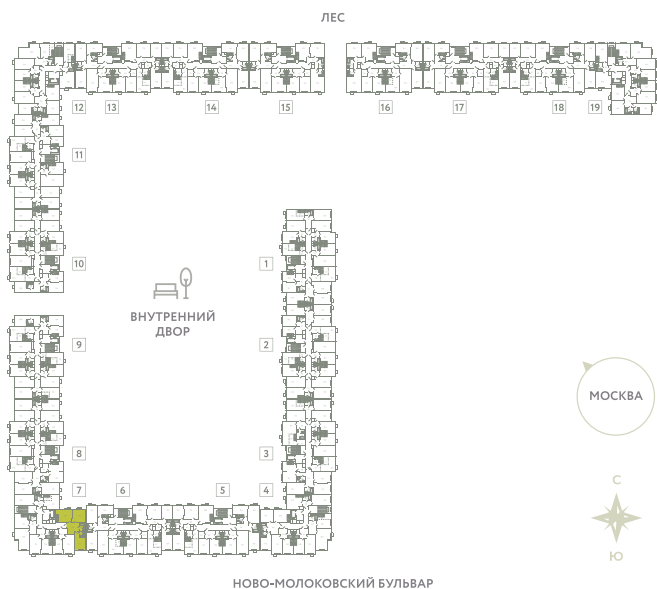 ЛЕС
12 13 14 15 16 17 18 19
11
10 1
ВНУТРЕННИЙ
ДВОР
9 2
МОСКВА
8 3
С
7 6 5 4
Ю
НОВО-МОЛОКОВСКИЙ БУЛЬВАР